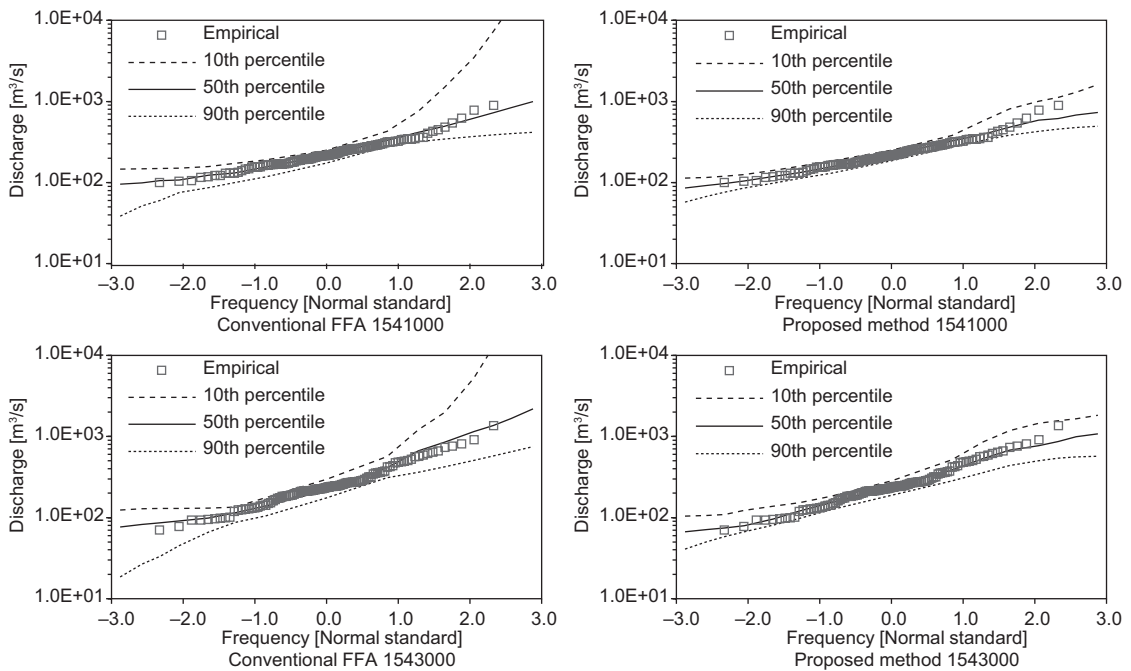 1.0E+04
1.0E+03
1.0E+02
1.0E+01
Discharge [m³/s]
Empirical
10th percentile
50th percentile
90th percentile
–3.0 –2.0 –1.0 0.0 1.0 2.0 3.0
Frequency [Normal standard]
Conventional FFA 1541000
1.0E+04
1.0E+03
1.0E+02
1.0E+01
Discharge [m³/s]
Empirical
10th percentile
50th percentile
90th percentile
–3.0 –2.0 –1.0 0.0 1.0 2.0 3.0
Frequency [Normal standard]
Proposed method 1541000
1.0E+04
1.0E+03
1.0E+02
1.0E+01
Discharge [m³/s]
Empirical
10th percentile
50th percentile
90th percentile
–3.0 –2.0 –1.0 0.0 1.0 2.0 3.0
Frequency [Normal standard]
Conventional FFA 1543000
1.0E+04
1.0E+03
1.0E+02
1.0E+01
Discharge [m³/s]
Empirical
10th percentile
50th percentile
90th percentile
–3.0 –2.0 –1.0 0.0 1.0 2.0 3.0
Frequency [Normal standard]
Proposed method 1543000